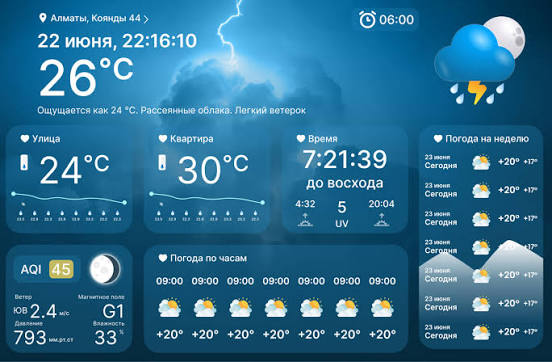 Алматы, Коянды 44
06:00
22 июня, 22:16:10
26°C
Ощущается как 24 °C. Рассеянные облака. Легкий ветерок
Улица
24°C
Квартира
30°C
Время
7:21:39
до восхода
4:32
5
UV
20:04
Погода на неделю
23 июня
Сегодня
+20° +17°
23 июня
Сегодня
+20° +17°
23 июня
Сегодня
+20° +17°
23 июня
Сегодня
+20° +17°
23 июня
Сегодня
+20° +17°
23 июня
Сегодня
+20° +17°
23 июня
Сегодня
+20° +17°
AQI 45
Ветер
ЮВ 2.4 м/с
Магнитное поле
G1
Давление
793 мм.рт.ст
Влажность
33 %
Погода по часам
09:00 09:00 09:00 09:00 09:00 09:00 09:00
+20° +20° +20° +20° +20° +20° +20°